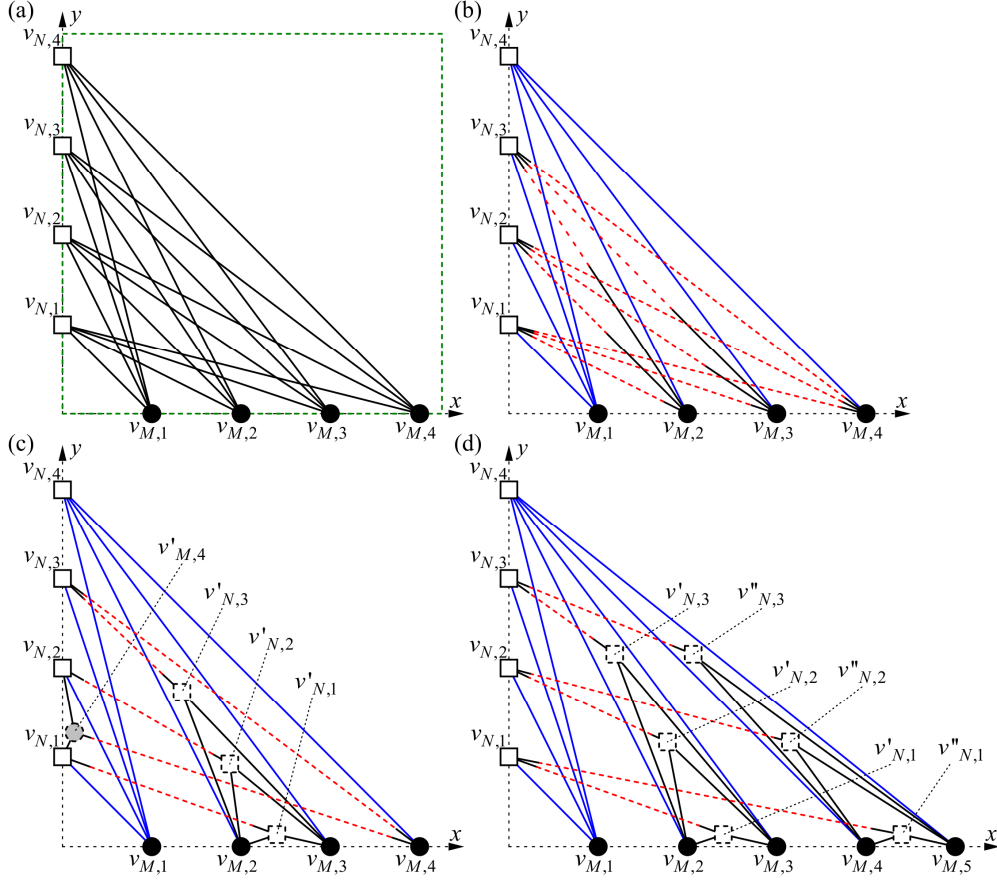 (a) y (b) y
v_{N,4} v_{N,4}
v_{N,3} v_{N,3}
v_{N,2} v_{N,2}
v_{N,1} v_{N,1}
x x
v_{M,1} v_{M,2} v_{M,3} v_{M,4} v_{M,1} v_{M,2} v_{M,3} v_{M,4}
(c) y (d) y
v_{N,4} v_{N,4}
v'_{M,4}
v_{N,3} v'_{N,3} v_{N,3} v'_{N,3} v''_{N,3}
v_{N,2} v'_{N,2} v_{N,2} v'_{N,2} v''_{N,2}
v'_{N,1}
v_{N,1} v_{N,1} v'_{N,1} v''_{N,1}
x x
v_{M,1} v_{M,2} v_{M,3} v_{M,4} v_{M,1} v_{M,2} v_{M,3} v_{M,4} v_{M,5}